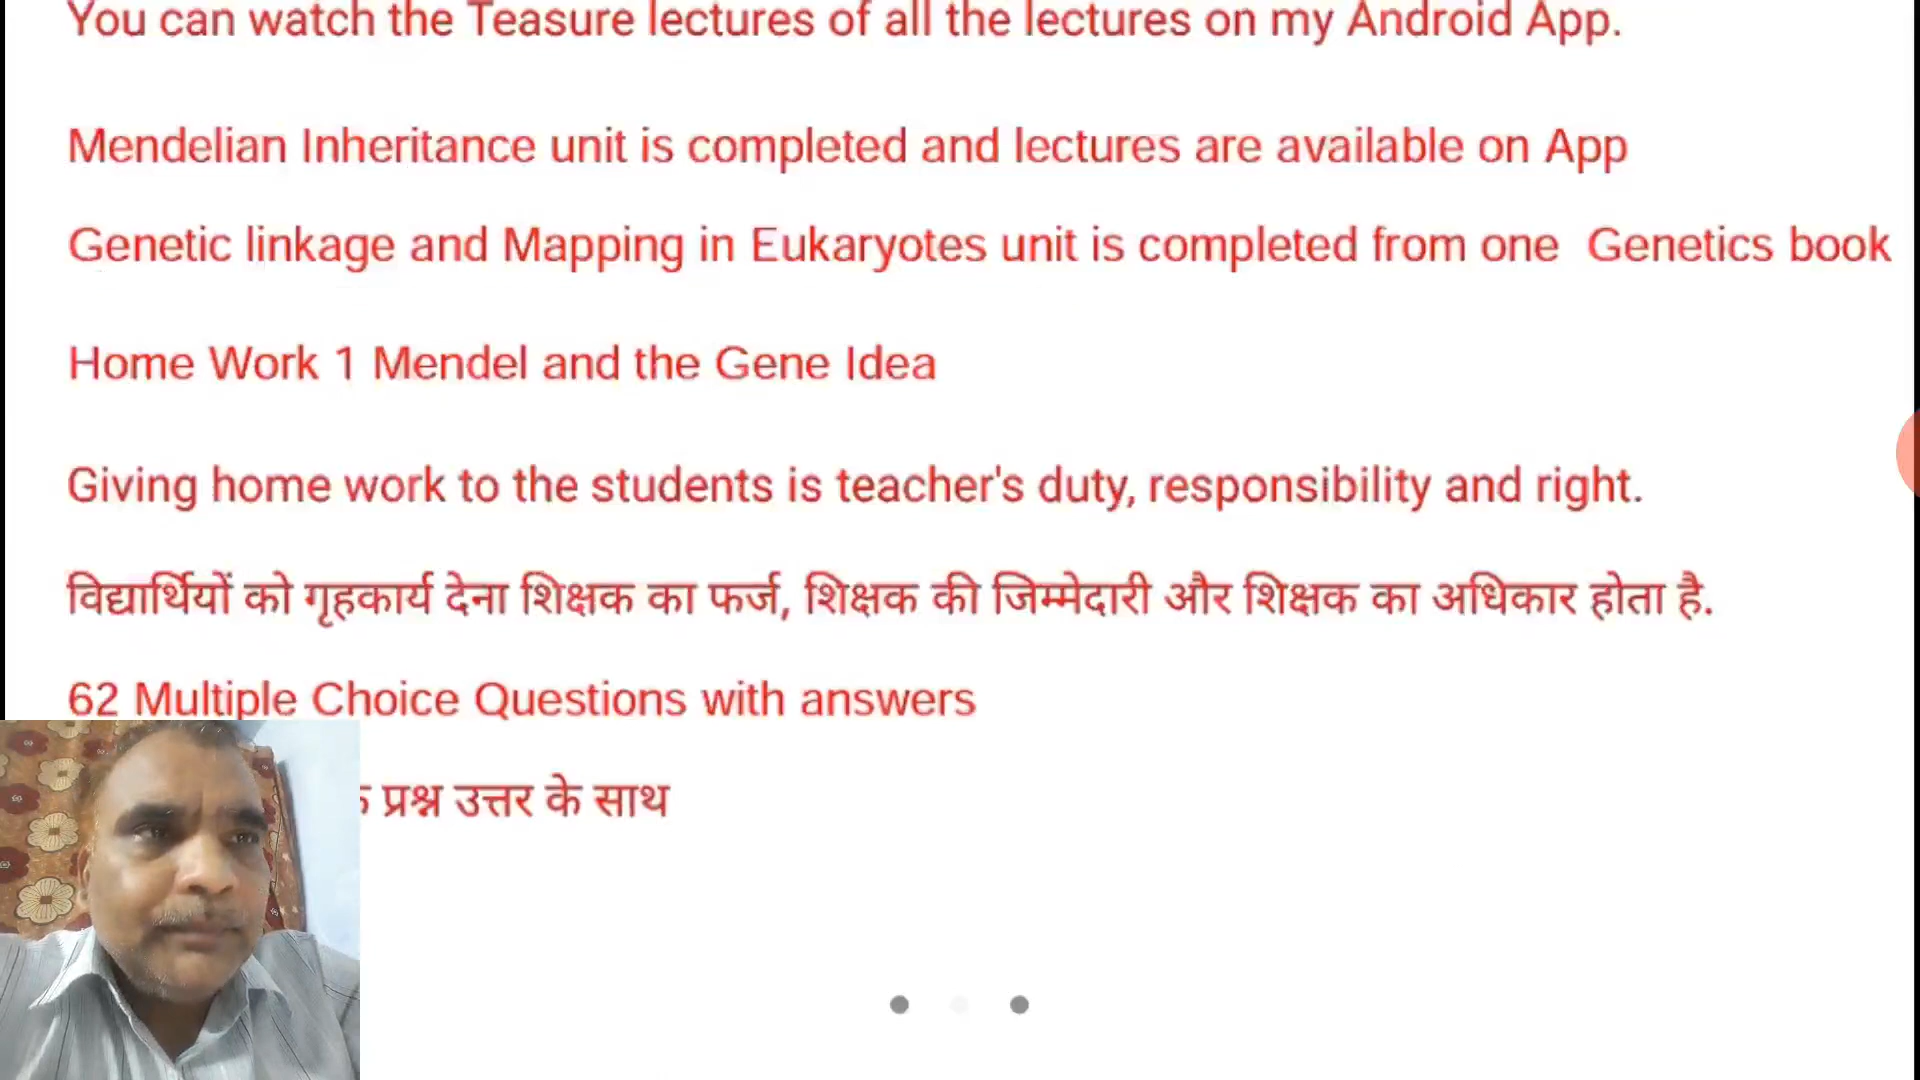 You can watch the Teasure lectures of all the lectures on my Android App.
Mendelian Inheritance unit is completed and lectures are available on App
Genetic linkage and Mapping in Eukaryotes unit is completed from one Genetics book
Home Work 1 Mendel and the Gene Idea
Giving home work to the students is teacher's duty, responsibility and right.
विद्यार्थियों को गृहकार्य देना शिक्षक का फर्ज, शिक्षक की जिम्मेदारी और शिक्षक का अधिकार होता है.
62 Multiple Choice Questions with answers
प्रश्न उत्तर के साथ